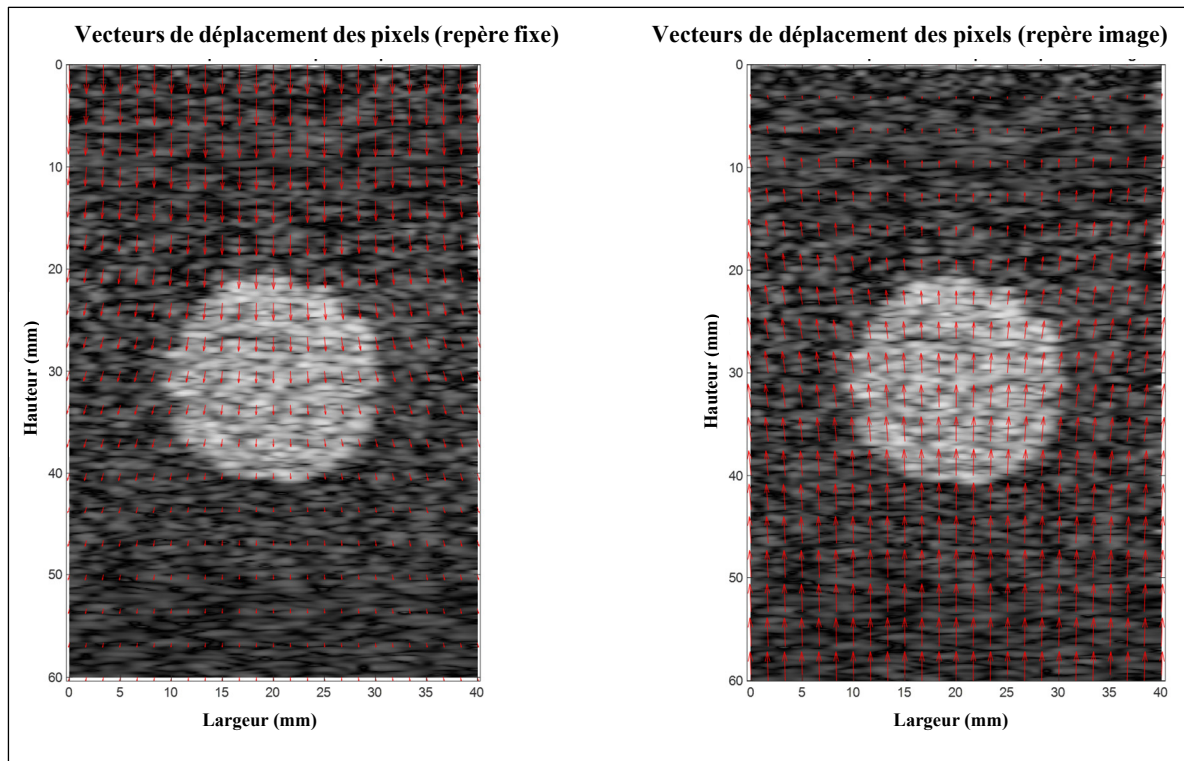 Vecteurs de déplacement des pixels (repère fixe)
0
10
20
30
40
50
60
0 5 10 15 20 25 30 35 40
Hauteur (mm)
Largeur (mm)
Vecteurs de déplacement des pixels (repère image)
0
10
20
30
40
50
60
0 5 10 15 20 25 30 35 40
Hauteur (mm)
Largeur (mm)